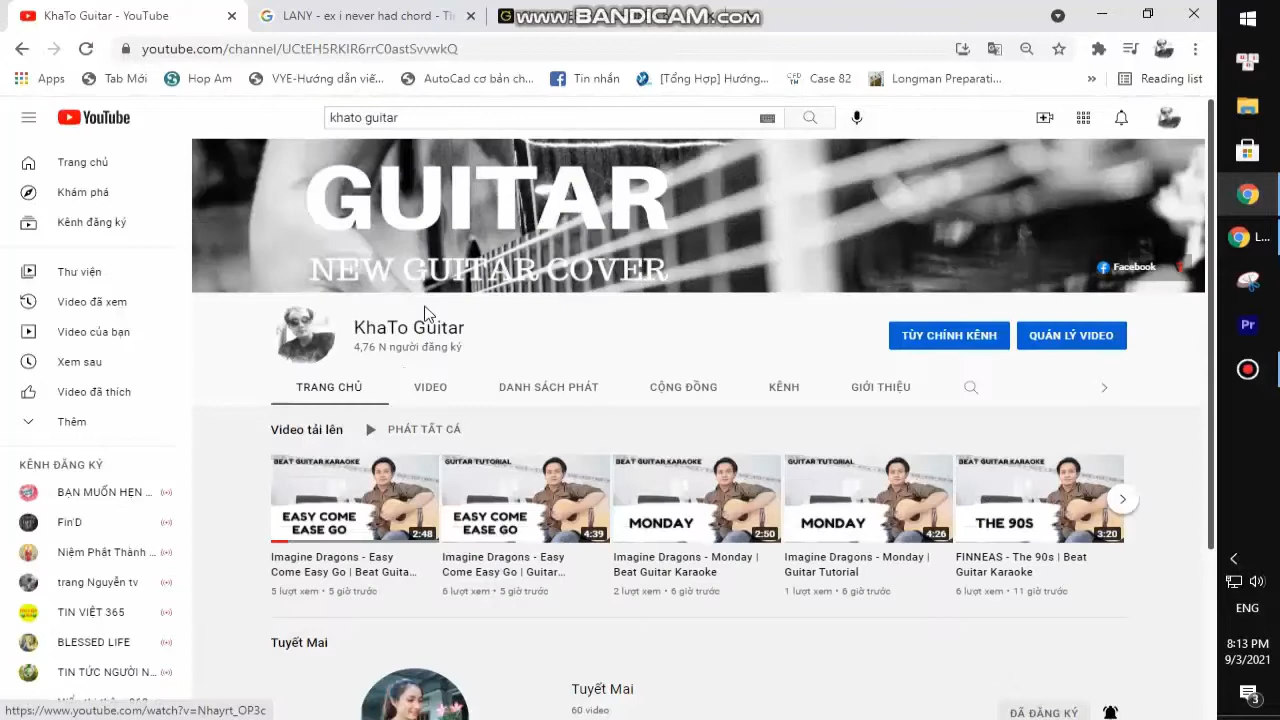 KhaTo Guitar - YouTube
LANY - ex i never had chord - Tì
www.BANDICAM.com
youtube.com/channel/UCtEH5RKIR6rrC0astSvvwkQ
Apps
Tab Mới
Hop Am
VYE-Hướng dẫn viế...
AutoCad cơ bản ch...
Tin nhắn
[Tổng Hợp] Hướng...
Case 82
Longman Preparati...
»
Reading list
YouTube
khato guitar
Trang chủ
Khám phá
Kênh đăng ký
Thư viện
Video đã xem
Video của bạn
Xem sau
Video đã thích
Thêm
KÊNH ĐĂNG KÝ
BẠN MUỐN HẸN ...
Fin'D
Niệm Phật Thành ...
trang Nguyễn tv
TIN VIỆT 365
BLESSED LIFE
TIN TỨC NGƯỜI N...
https://www.youtube.com/watch?v=Nhayrt_OP3c
GUITAR
NEW GUITAR COVER
Facebook
KhaTo Guitar
4,76 N người đăng ký
TÙY CHỈNH KÊNH
QUẢN LÝ VIDEO
TRANG CHỦ
VIDEO
DANH SÁCH PHÁT
CỘNG ĐỒNG
KÊNH
GIỚI THIỆU
Video tải lên
PHÁT TẤT CẢ
BEAT GUITAR KARAOKE
EASY COME
EASE GO
2:48
Imagine Dragons - Easy
Come Easy Go | Beat Guita...
5 lượt xem • 5 giờ trước
GUITAR TUTORIAL
EASY COME
EASE GO
4:39
Imagine Dragons - Easy
Come Easy Go | Guitar...
6 lượt xem • 5 giờ trước
BEAT GUITAR KARAOKE
MONDAY
2:50
Imagine Dragons - Monday |
Beat Guitar Karaoke
2 lượt xem • 6 giờ trước
GUITAR TUTORIAL
MONDAY
4:26
Imagine Dragons - Monday |
Guitar Tutorial
1 lượt xem • 6 giờ trước
BEAT GUITAR KARAOKE
THE 90S
3:20
FINNEAS - The 90s | Beat
Guitar Karaoke
6 lượt xem • 11 giờ trước
Tuyết Mai
Tuyết Mai
60 video
ĐÃ ĐĂNG KÝ
L...
Pr
ENG
8:13 PM
9/3/2021
3